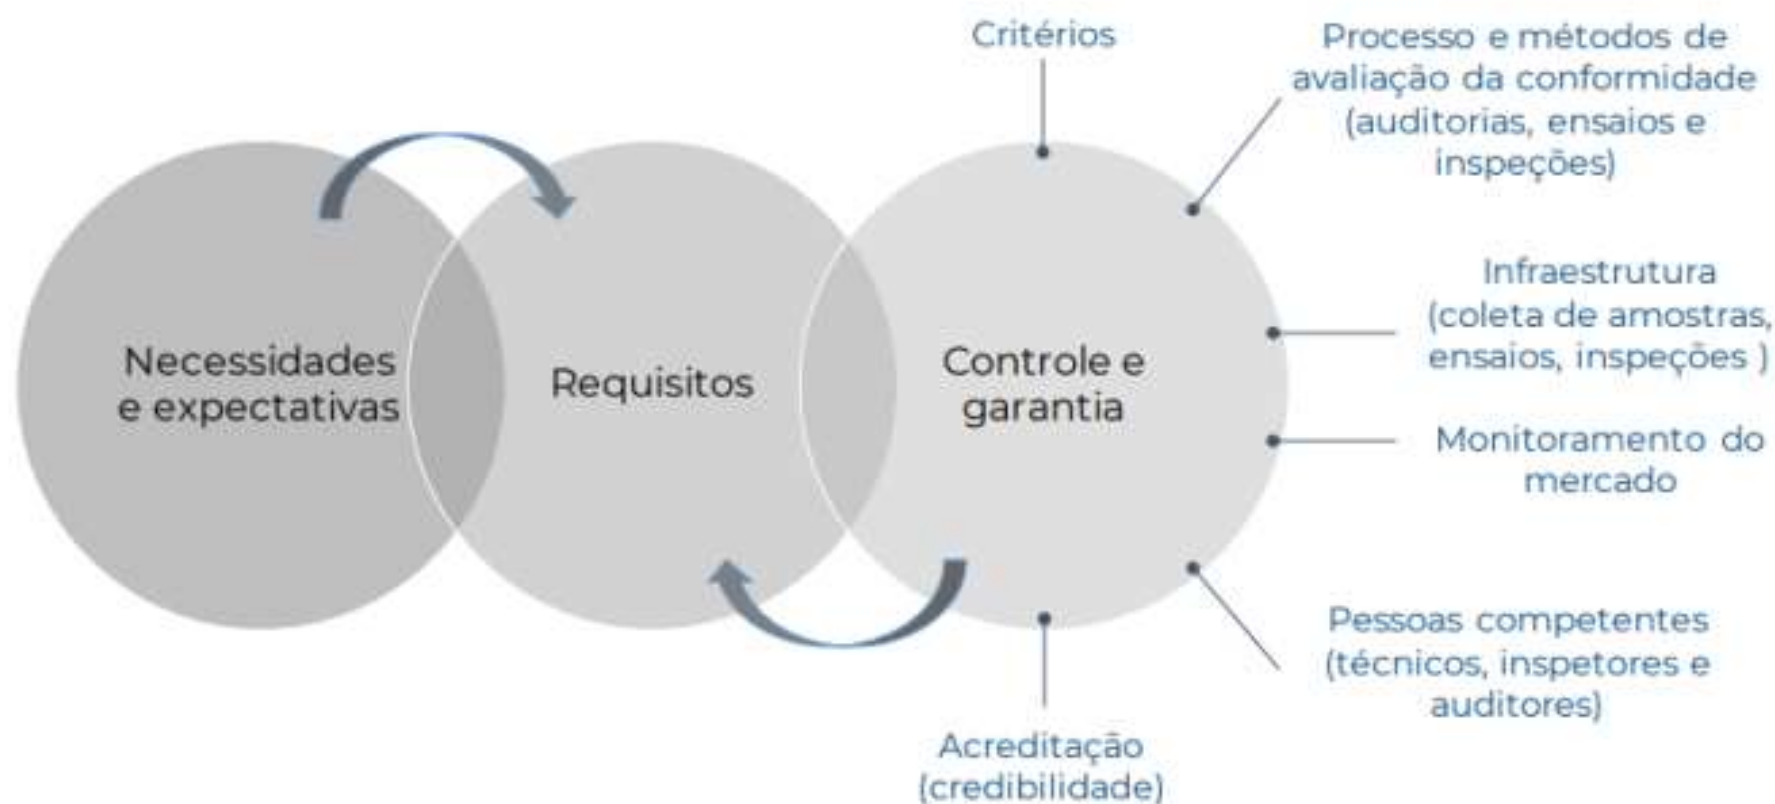 Critérios
Processo e métodos de
avaliação da conformidade
(auditorias, ensaios e
inspeções)
Necessidades
e expectativas
Requisitos
Controle e
garantia
Infraestrutura
(coleta de amostras,
ensaios, inspeções )
Monitoramento do
mercado
Pessoas competentes
(técnicos, inspetores e
auditores)
Acreditação
(credibilidade)